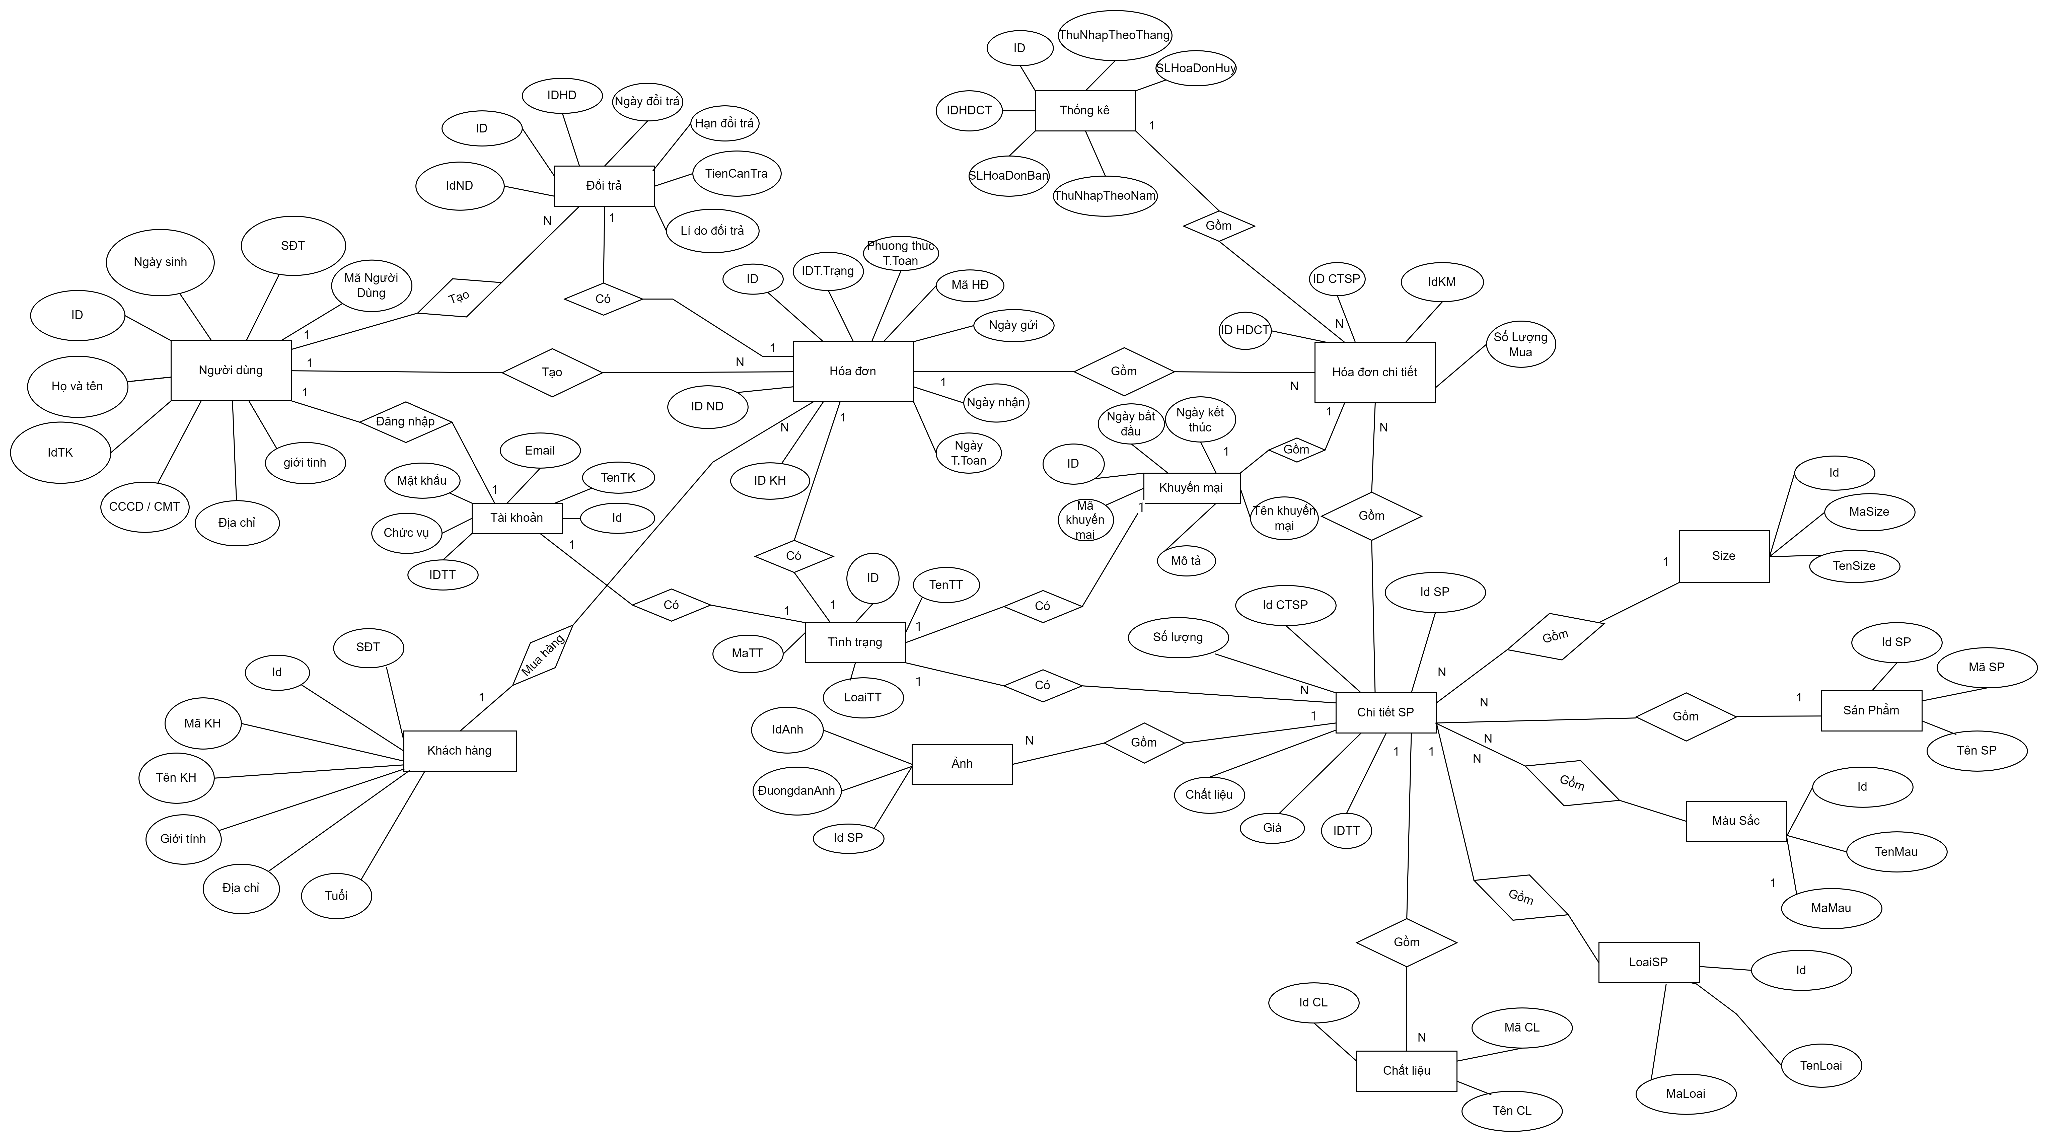 ThuNhapTheoThang
ID
SLHoaDonHuy
IDHDCT
Thống kê
1
SLHoaDonBan
ThuNhapTheoNam
Gồm
IDHD
Ngày đổi trả
ID
Hạn đổi trả
TienCanTra
IdND
Đổi trả
N
1
Lí do đổi trả
Ngày sinh
SĐT
Mã Người
Dùng
ID
Tạo
Có
1
Người dùng
1
Họ và tên
1
IdTK
CCCD / CMT
Địa chỉ
giới tinh
Tạo
N
1
Phuong thức
T.Toan
IDT.Trạng
ID
Mã HĐ
Ngày gửi
Hóa đơn
ID ND
1
Ngày nhận
1
N
Ngày
T.Toan
ID KH
Gồm
N
ID CTSP
IdKM
ID HDCT
N
Số Lượng
Mua
Hóa đơn chi tiết
1
N
Đăng nhập
Email
Mật khẩu
TenTK
1
Tài khoản
Id
Chức vụ
1
IDTT
Ngày bắt
đầu
Ngày kết
thúc
1
Gồm
ID
Khuyến mại
1
Mã
khuyến
mai
Tên khuyến
mại
Mô tả
Gồm
Có
Có
1
Có
1
ID
TenTT
1
Tình trạng
MaTT
1
LoaiTT
Có
Có
Mua hàng
1
SĐT
Id
Mã KH
Khách hàng
Tên KH
Giới tính
Địa chỉ
Tuổi
Id
MaSize
Size
1
TenSize
Gồm
Id CTSP
Id SP
Số lượng
N
N
N
1
Chi tiết SP
N
N
1
1
Chất liệu
Giá
IDTT
IdAnh
N
Gồm
Ảnh
ĐuongdanAnh
Id SP
Gồm
1
Id SP
Mã SP
Sản Phẩm
Tên SP
Gồm
Id
Màu Sắc
TenMau
1
MaMau
Gồm
LoaiSP
Id
TenLoai
MaLoai
Gồm
N
Id CL
Mã CL
Chất liệu
Tên CL